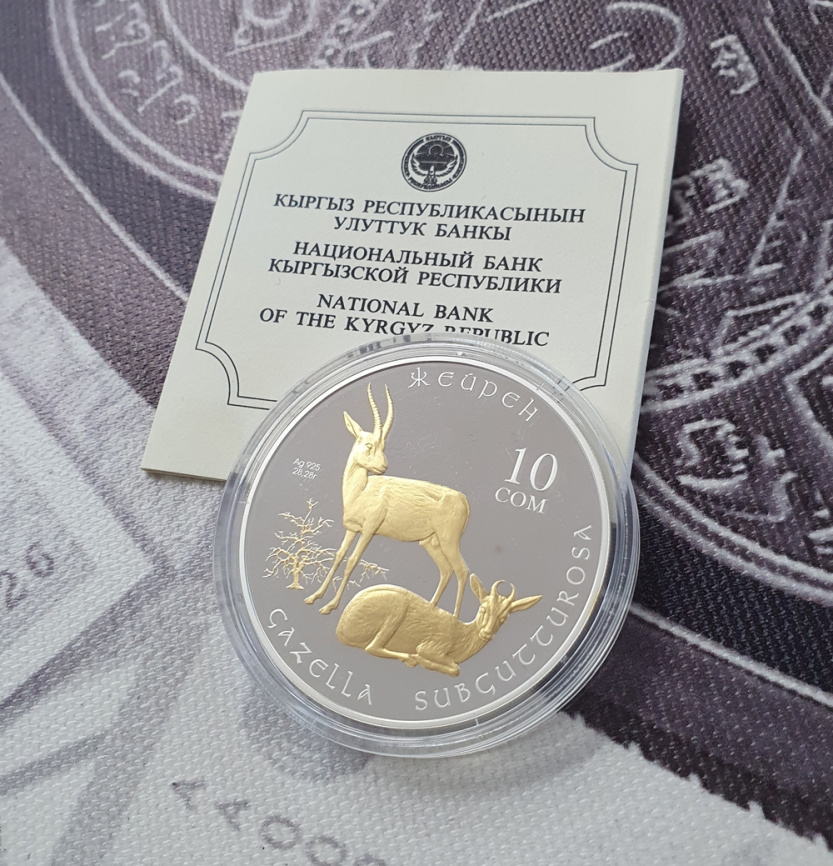 КЫРГЫЗ РЕСПУБЛИКАСЫНЫН
УЛУТТУК БАНКЫ
НАЦИОНАЛЬНЫЙ БАНК
КЫРГЫЗСКОЙ РЕСПУБЛИКИ
NATIONAL BANK
OF THE KYRGYZ REPUBLIC
ЖЕЙРЕН
10
СОМ
Ag 925
28,28г
GAZELLA SUBGUTTUROSA
26